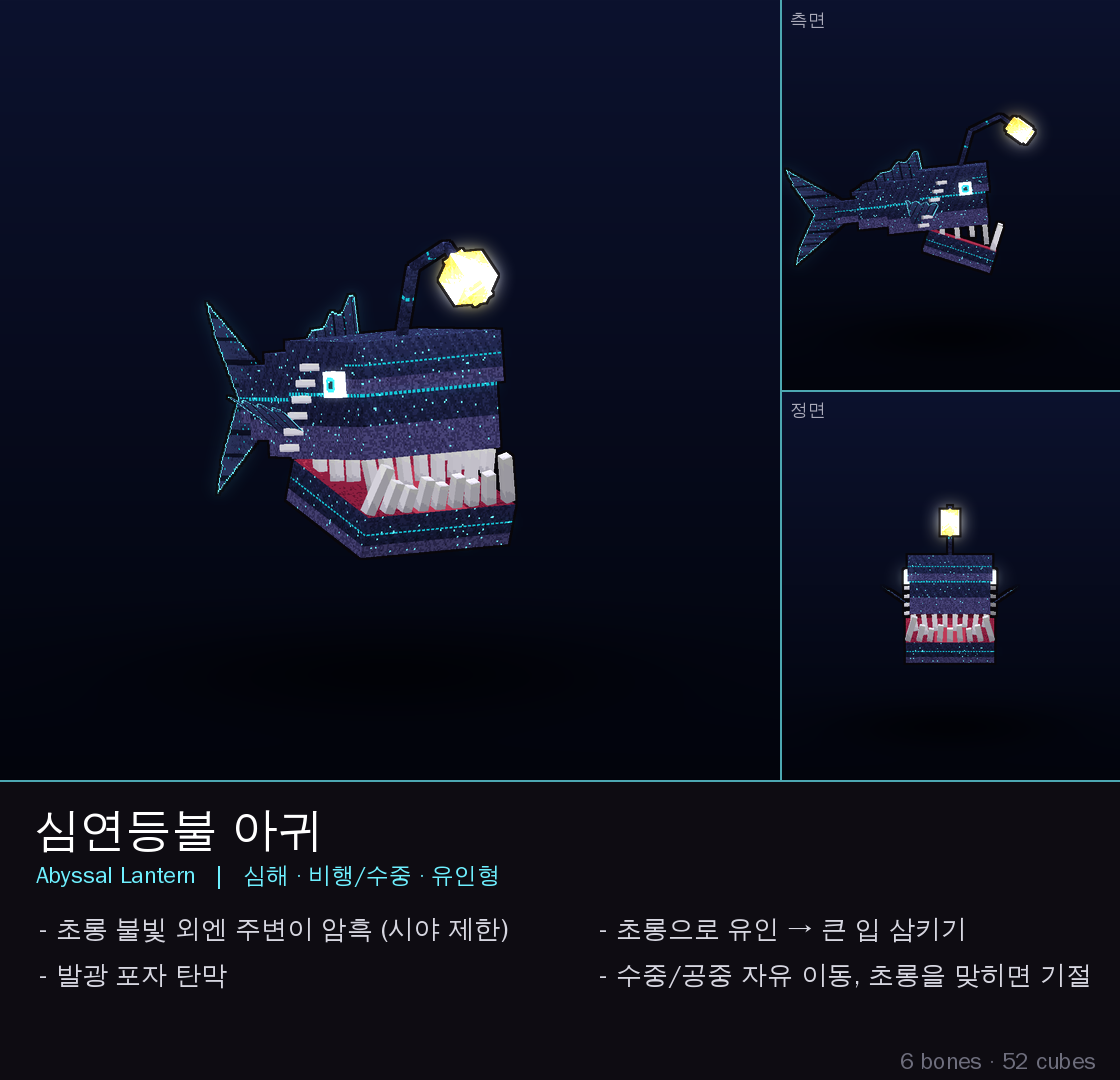 측면
정면
심연등불 아귀
Abyssal Lantern | 심해 · 비행/수중 · 유인형
- 초롱 불빛 외엔 주변이 암흑 (시야 제한)
- 초롱으로 유인 → 큰 입 삼키기
- 발광 포자 탄막
- 수중/공중 자유 이동, 초롱을 맞히면 기절
6 bones · 52 cubes